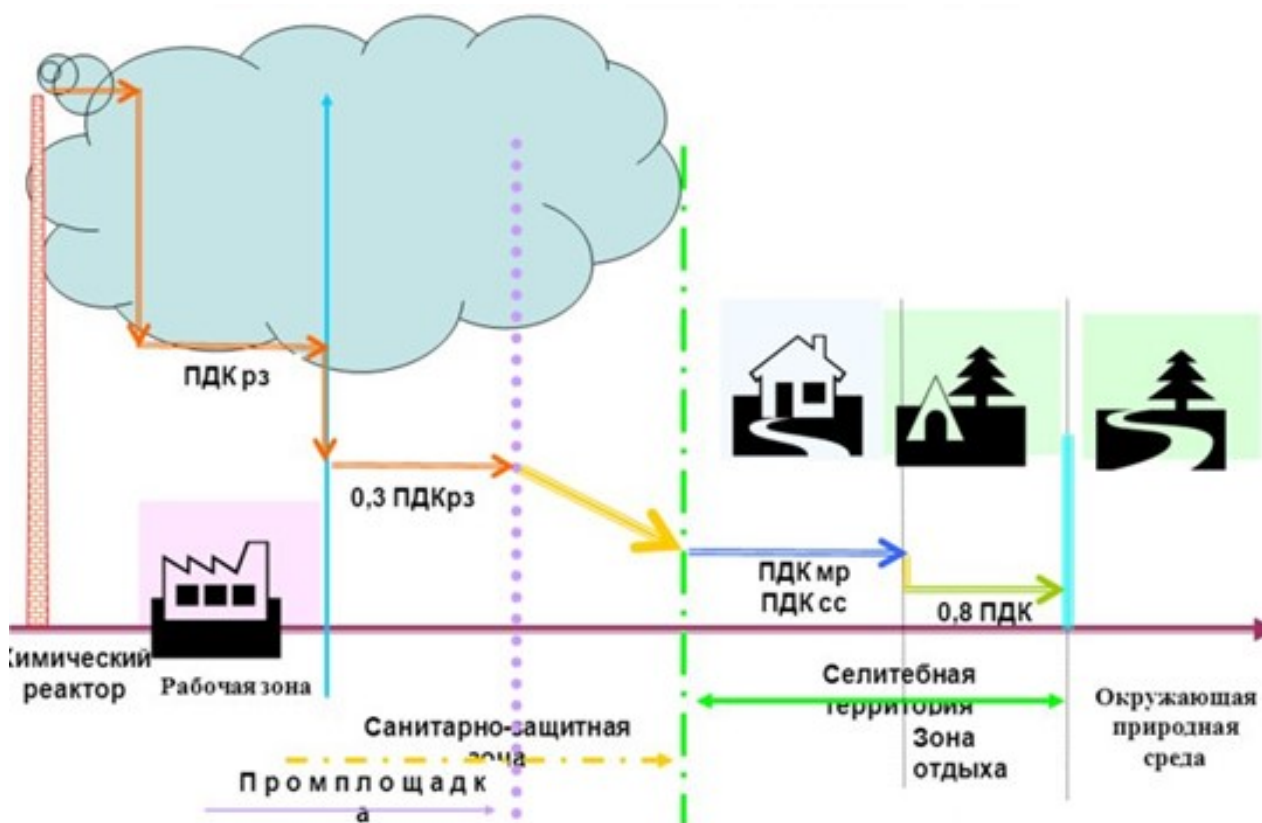 ПДК рз
0,3 ПДКрз
ПДК мр
ПДК сс
0,8 ПДК
Химический
реактор
Рабочая зона
Санитарно-защитная
зона
Промплощадк
а
Селитебная
территория
Зона
отдыха
Окружающая
природная
среда